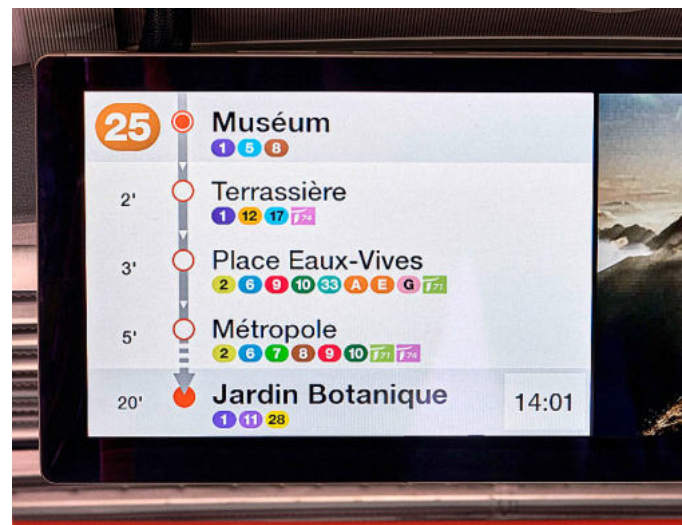 25 Muséum
1 5 8
2' Terrassière
1 12 17 T74
3' Place Eaux-Vives
2 6 9 10 33 A E G T71
5' Métropole
2 6 7 8 9 10 T71 T74
20' Jardin Botanique 14:01
1 11 28